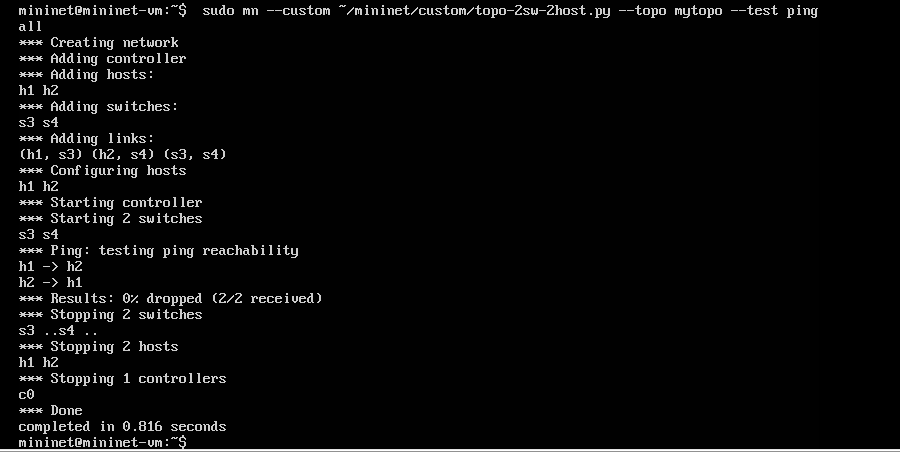 mininet@mininet-vm:~$  sudo mn --custom ~/mininet/custom/topo-2sw-2host.py --topo mytopo --test ping
all
*** Creating network
*** Adding controller
*** Adding hosts:
h1 h2
*** Adding switches:
s3 s4
*** Adding links:
(h1, s3) (h2, s4) (s3, s4)
*** Configuring hosts
h1 h2
*** Starting controller
*** Starting 2 switches
s3 s4
*** Ping: testing ping reachability
h1 -> h2
h2 -> h1
*** Results: 0% dropped (2/2 received)
*** Stopping 2 switches
s3 ..s4 ..
*** Stopping 2 hosts
h1 h2
*** Stopping 1 controllers
c0
*** Done
completed in 0.816 seconds
mininet@mininet-vm:~$